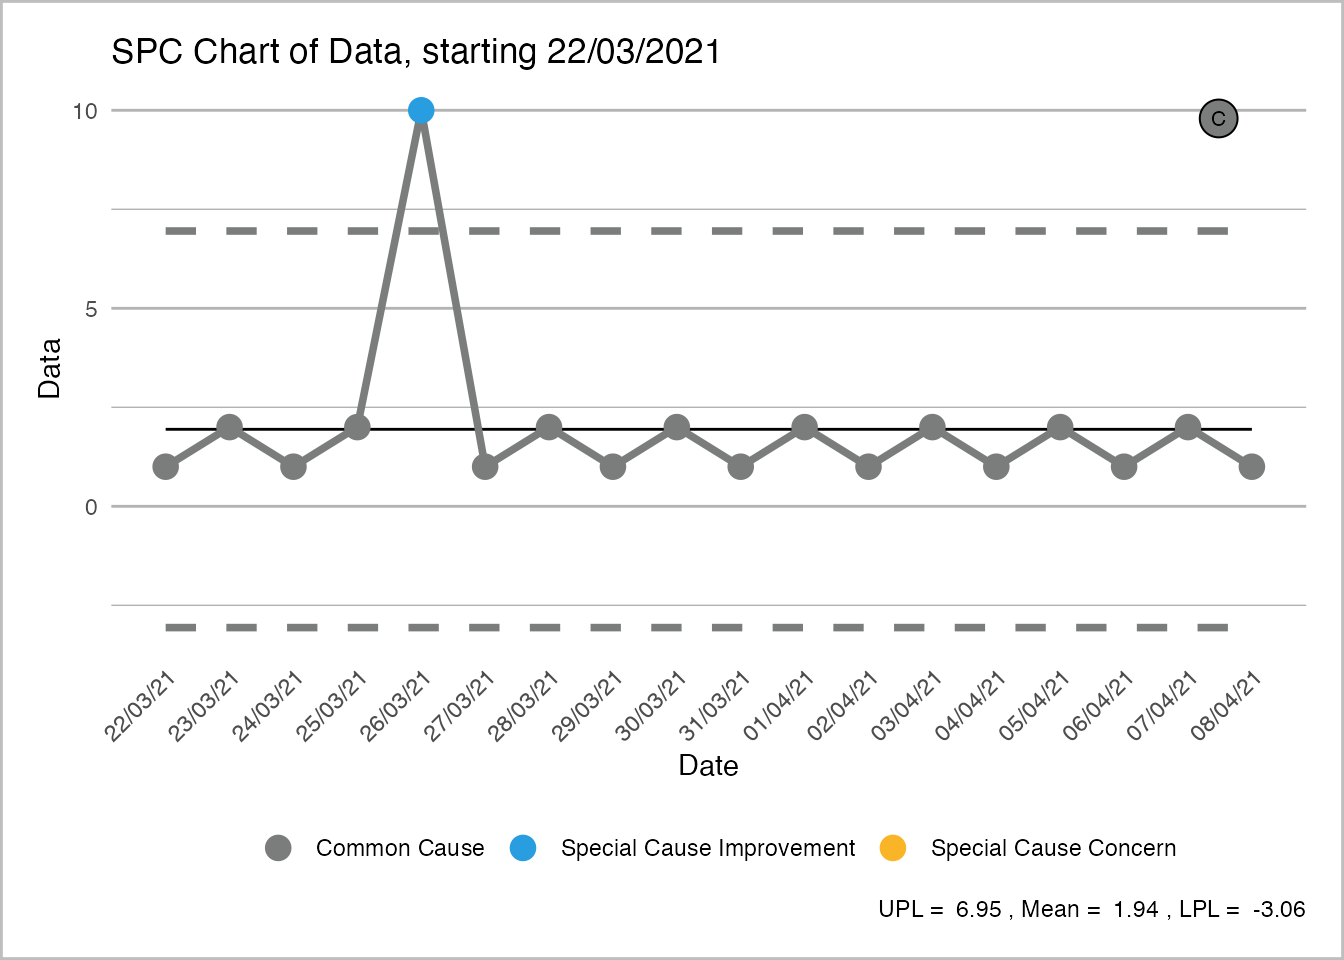 SPC Chart of Data, starting 22/03/2021
10
C
5
Data
0
22/03/21
23/03/21
24/03/21
25/03/21
26/03/21
27/03/21
28/03/21
29/03/21
30/03/21
31/03/21
01/04/21
02/04/21
03/04/21
04/04/21
05/04/21
06/04/21
07/04/21
08/04/21
Date
Common Cause
Special Cause Improvement
Special Cause Concern
UPL = 6.95 , Mean = 1.94 , LPL = -3.06